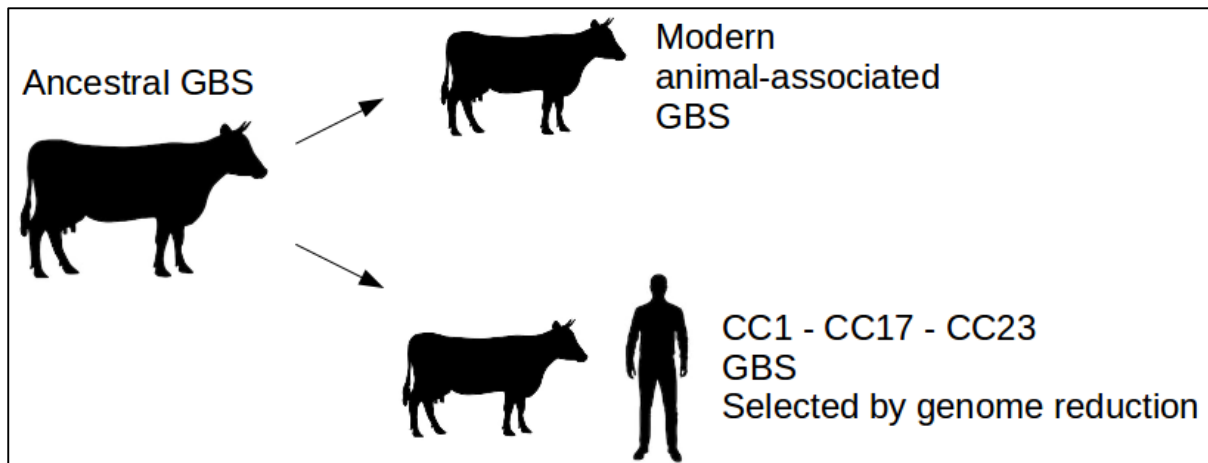 Ancestral GBS
Modern
animal-associated
GBS
CC1 - CC17 - CC23
GBS
Selected by genome reduction